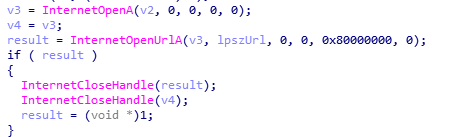 v3 = InternetOpenA(v2, 0, 0, 0, 0);
v4 = v3;
result = InternetOpenUrlA(v3, lpszUrl, 0, 0, 0x80000000, 0);
if ( result )
{
InternetCloseHandle(result);
InternetCloseHandle(v4);
result = (void *)1;
}